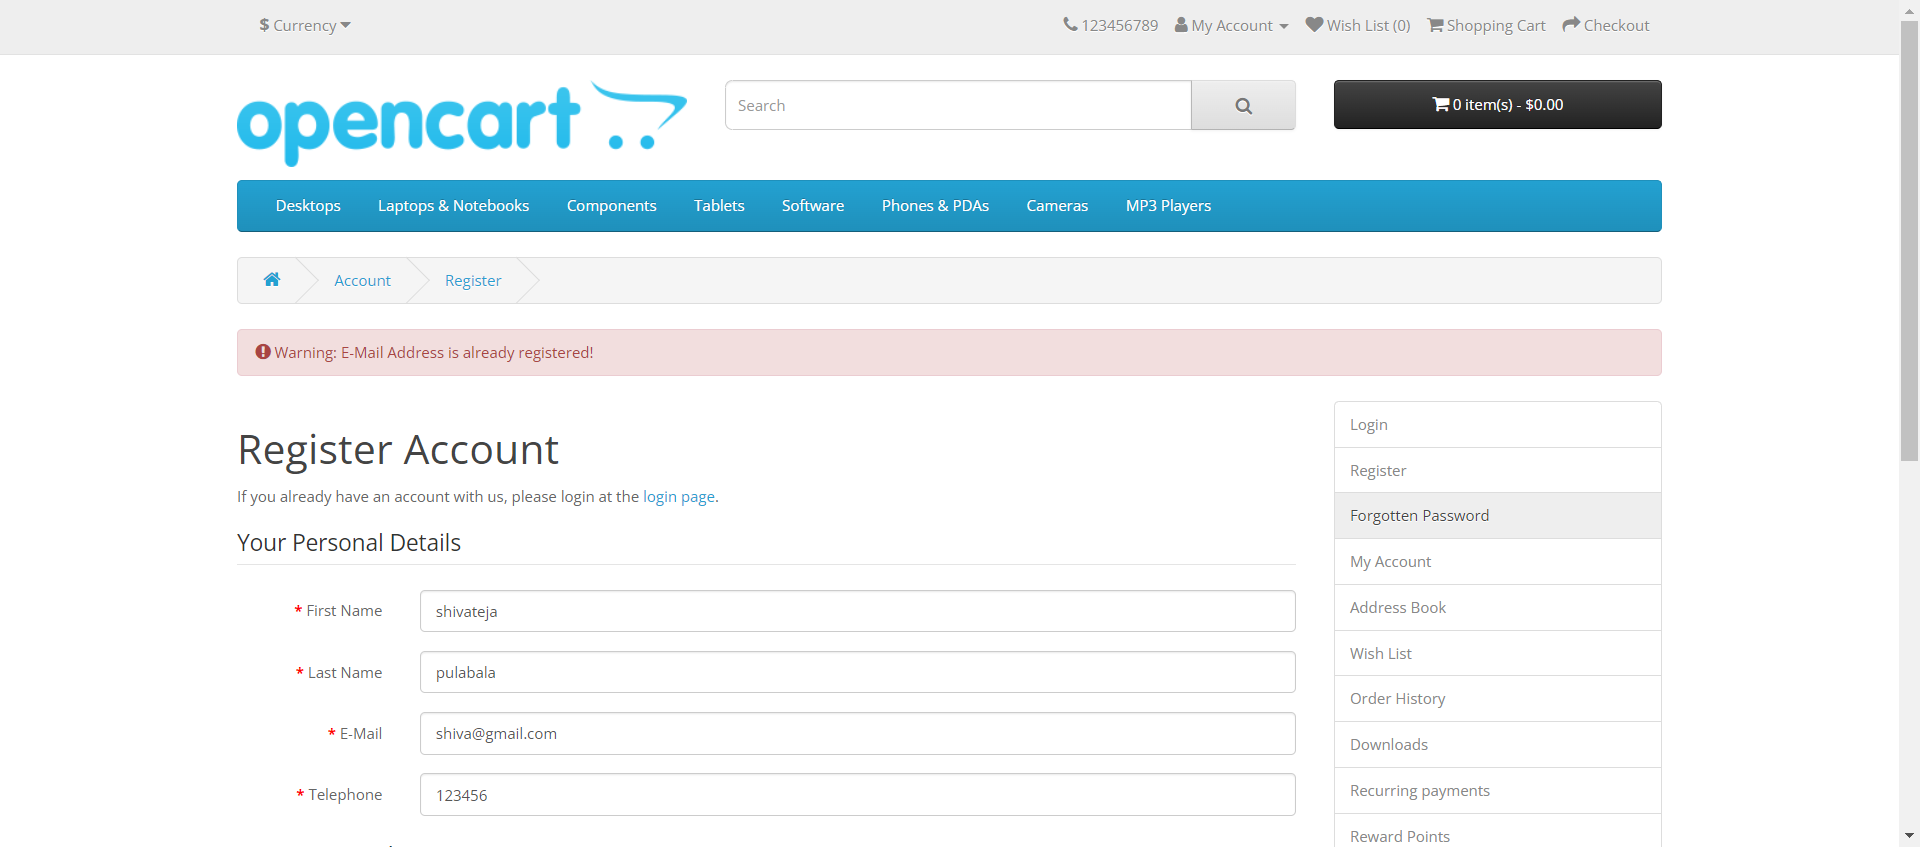 $ Currency
123456789 My Account Wish List (0) Shopping Cart Checkout
opencart
Search
0 item(s) - $0.00
Desktops Laptops & Notebooks Components Tablets Software Phones & PDAs Cameras MP3 Players
Account Register
Warning: E-Mail Address is already registered!
Register Account
If you already have an account with us, please login at the login page.
Your Personal Details
* First Name shivateja
* Last Name pulabala
* E-Mail shiva@gmail.com
* Telephone 123456
Login
Register
Forgotten Password
My Account
Address Book
Wish List
Order History
Downloads
Recurring payments
Reward Points